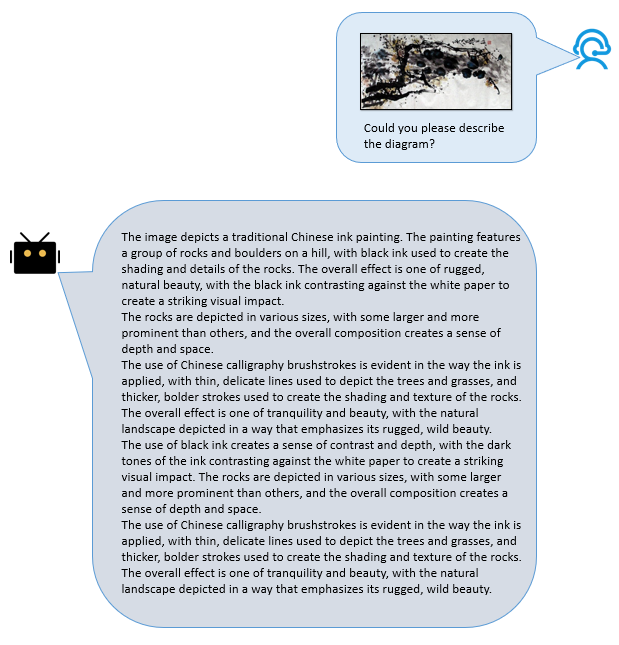 Could you please describe
the diagram?
The image depicts a traditional Chinese ink painting. The painting features
a group of rocks and boulders on a hill, with black ink used to create the
shading and details of the rocks. The overall effect is one of rugged,
natural beauty, with the black ink contrasting against the white paper to
create a striking visual impact.
The rocks are depicted in various sizes, with some larger and more
prominent than others, and the overall composition creates a sense of
depth and space.
The use of Chinese calligraphy brushstrokes is evident in the way the ink is
applied, with thin, delicate lines used to depict the trees and grasses, and
thicker, bolder strokes used to create the shading and texture of the rocks.
The overall effect is one of tranquility and beauty, with the natural
landscape depicted in a way that emphasizes its rugged, wild beauty.
The use of black ink creates a sense of contrast and depth, with the dark
tones of the ink contrasting against the white paper to create a striking
visual impact. The rocks are depicted in various sizes, with some larger
and more prominent than others, and the overall composition creates a
sense of depth and space.
The use of Chinese calligraphy brushstrokes is evident in the way the ink is
applied, with thin, delicate lines used to depict the trees and grasses, and
thicker, bolder strokes used to create the shading and texture of the rocks.
The overall effect is one of tranquility and beauty, with the natural
landscape depicted in a way that emphasizes its rugged, wild beauty.